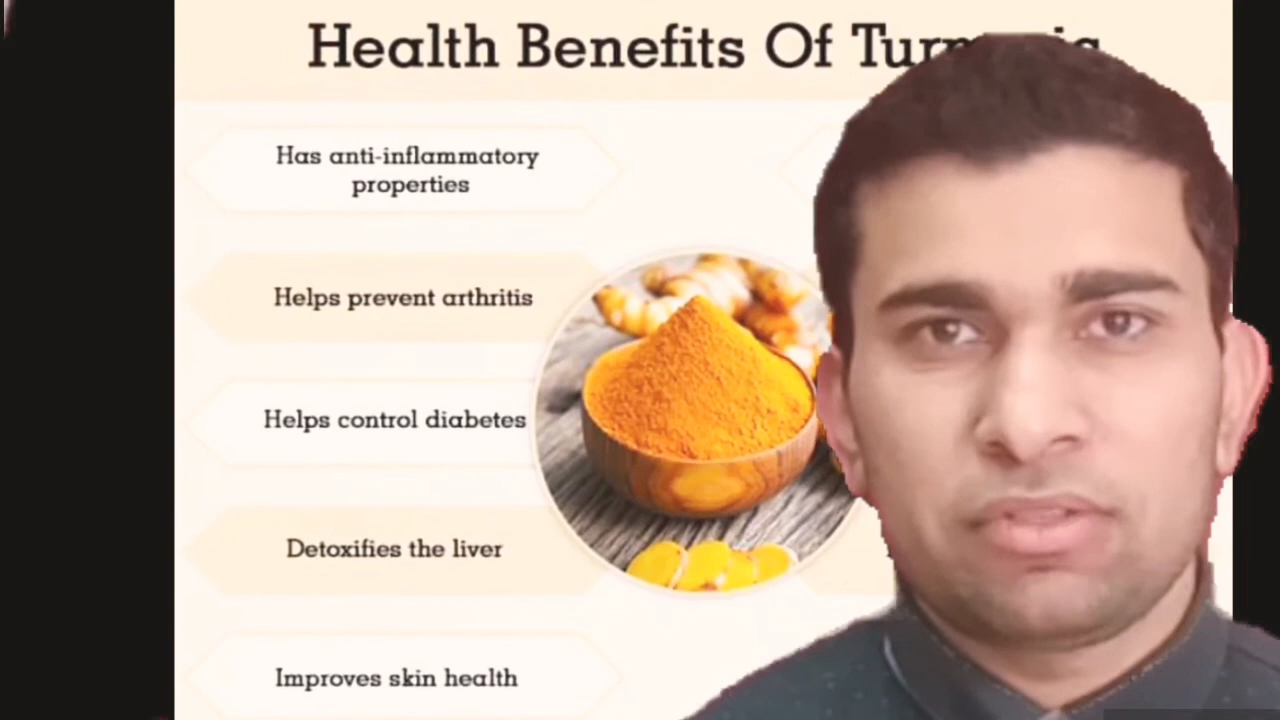 Health Benefits Of
Has anti-inflammatory
properties
Helps prevent arthritis
Helps control diabetes
Detoxifies the liver
Improves skin health